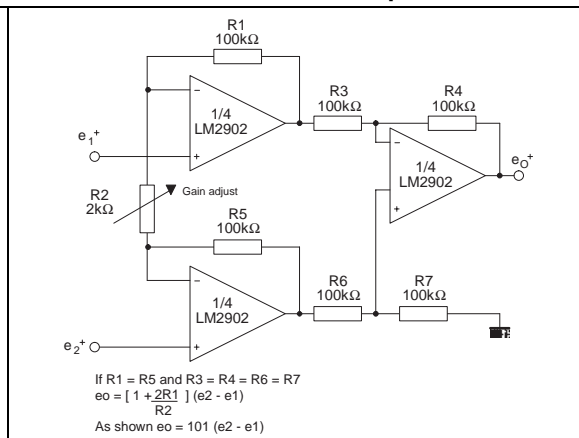 R1
100kΩ
1/4
LM2902
R3
100kΩ
R4
100kΩ
e1+
1/4
LM2902
eO+
R2
2kΩ
Gain adjust
R5
100kΩ
1/4
LM2902
R6
100kΩ
R7
100kΩ
e2+
If R1 = R5 and R3 = R4 = R6 = R7
eo = [ 1 + 2R1 ] (e2 - e1)
R2
As shown eo = 101 (e2 - e1)